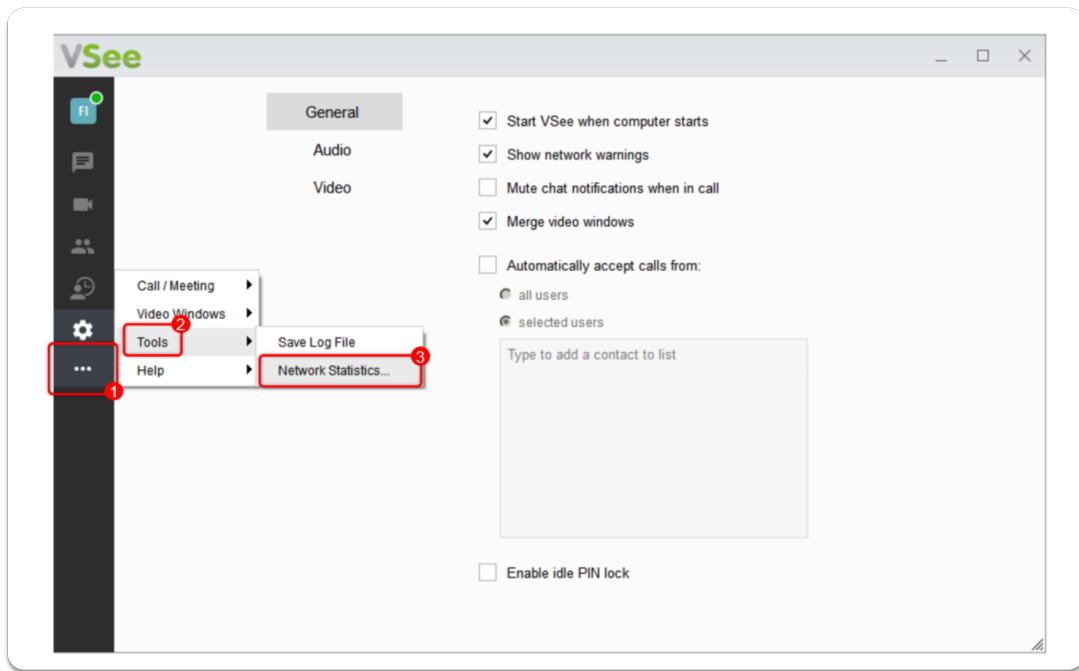 VSee
FI
General
Audio
Video
Start VSee when computer starts
Show network warnings
Mute chat notifications when in call
Merge video windows
Automatically accept calls from:
all users
selected users
Type to add a contact to list
Enable idle PIN lock
Call / Meeting
Video Windows
2
Tools
Help
1
Save Log File
3
Network Statistics...